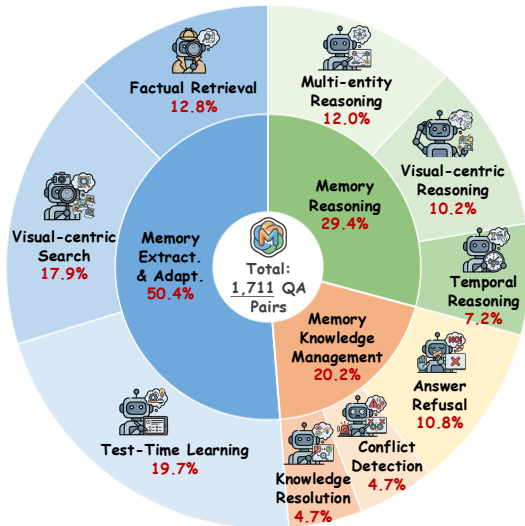 Factual Retrieval
12.8%
Multi-entity
Reasoning
12.0%
Visual-centric
Reasoning
10.2%
Temporal
Reasoning
7.2%
Answer
Refusal
10.8%
Conflict
Detection
4.7%
Knowledge
Resolution
4.7%
Test-Time Learning
19.7%
Visual-centric
Search
17.9%
Memory
Extract.
& Adapt.
50.4%
Memory
Reasoning
29.4%
Memory
Knowledge
Management
20.2%
Total:
1,711 QA
Pairs
NO!